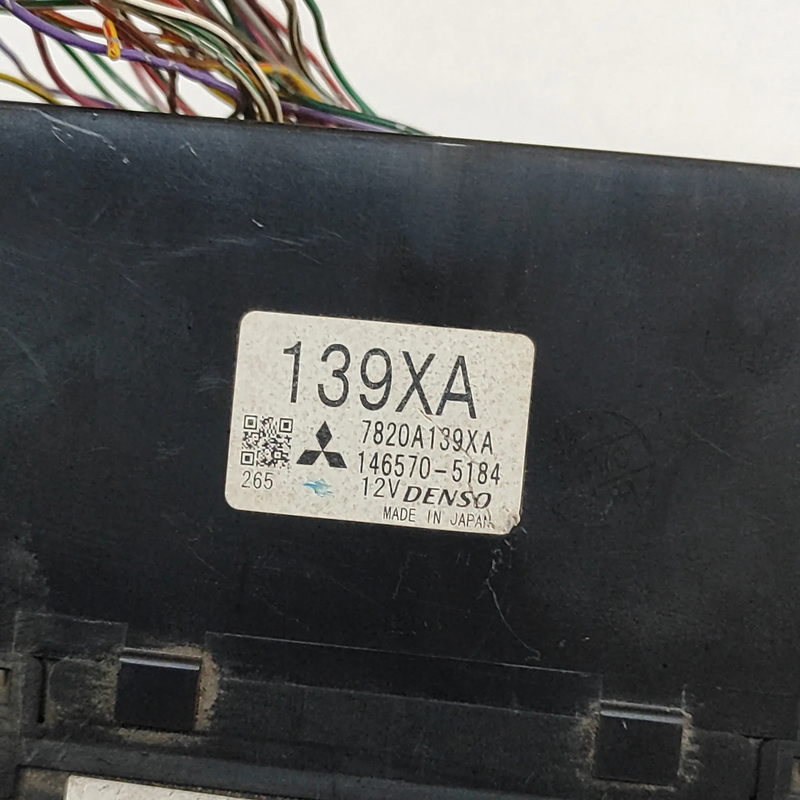 139XA
7820A139XA
146570-5184
265
12V DENSO
MADE IN JAPAN